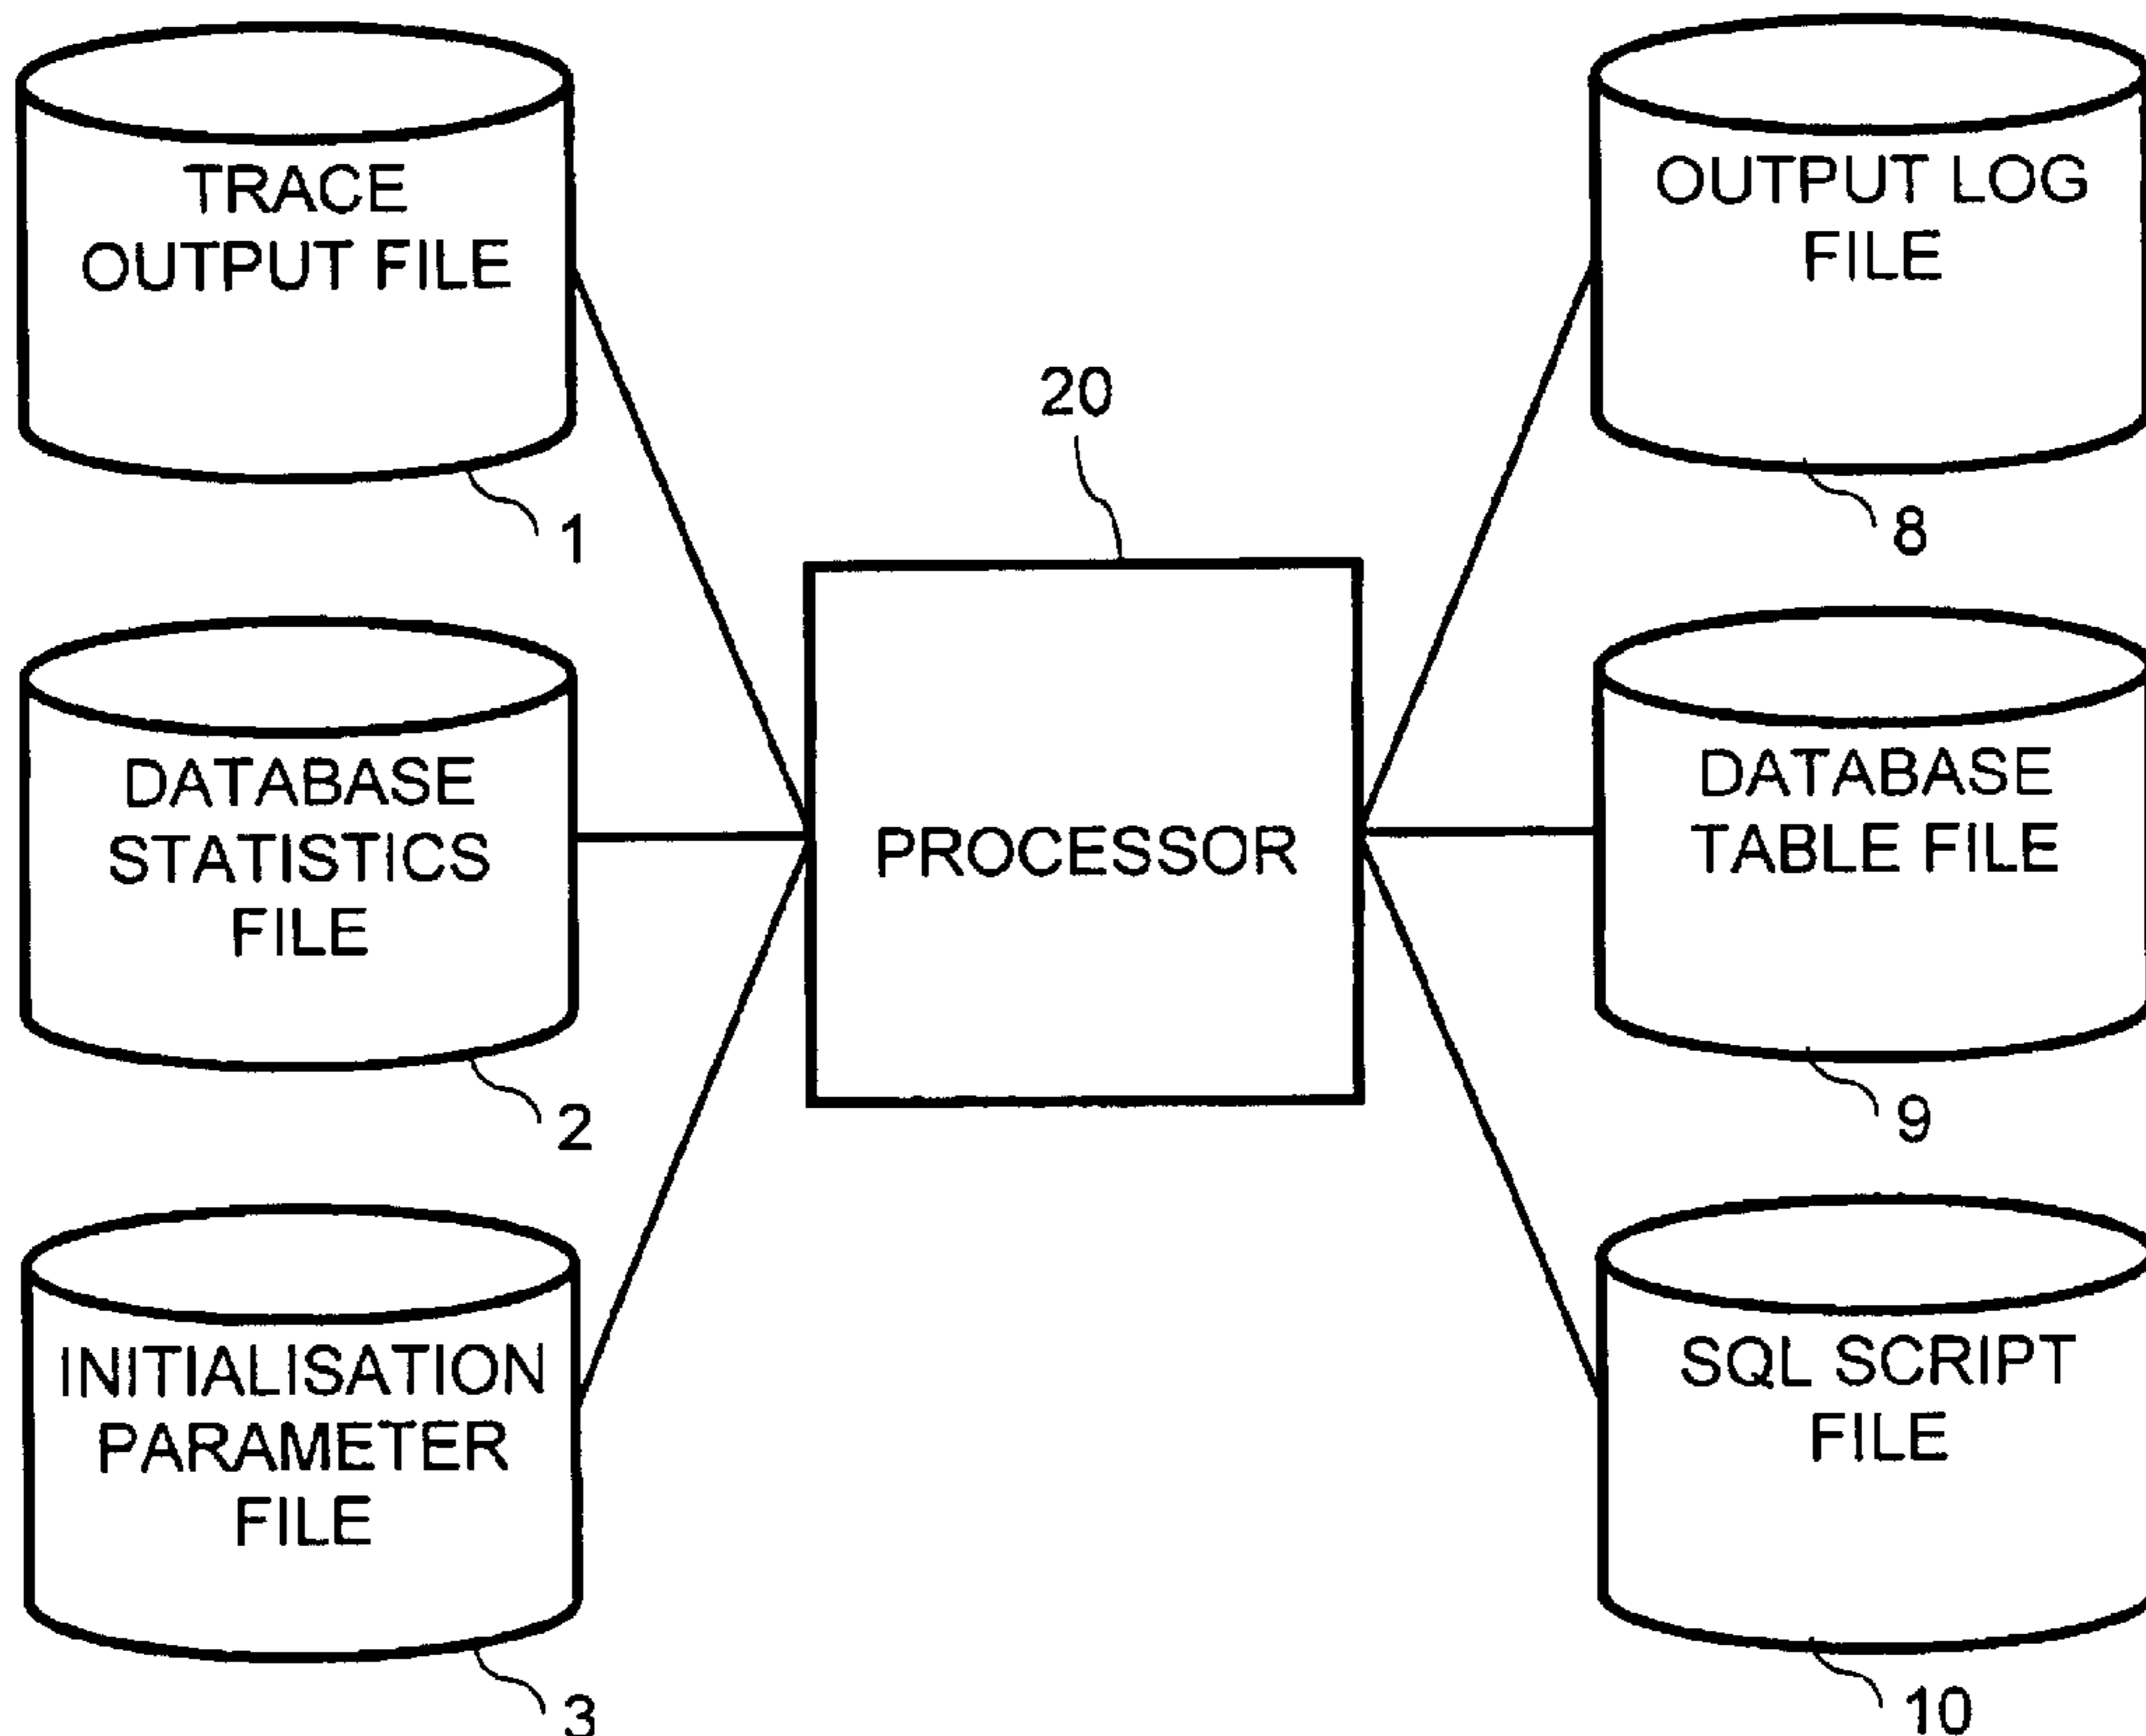 TRACE
OUTPUT FILE
1
OUTPUT LOG
FILE
8
20
PROCESSOR
DATABASE
STATISTICS
FILE
2
DATABASE
TABLE FILE
9
INITIALISATION
PARAMETER
FILE
3
SQL SCRIPT
FILE
10